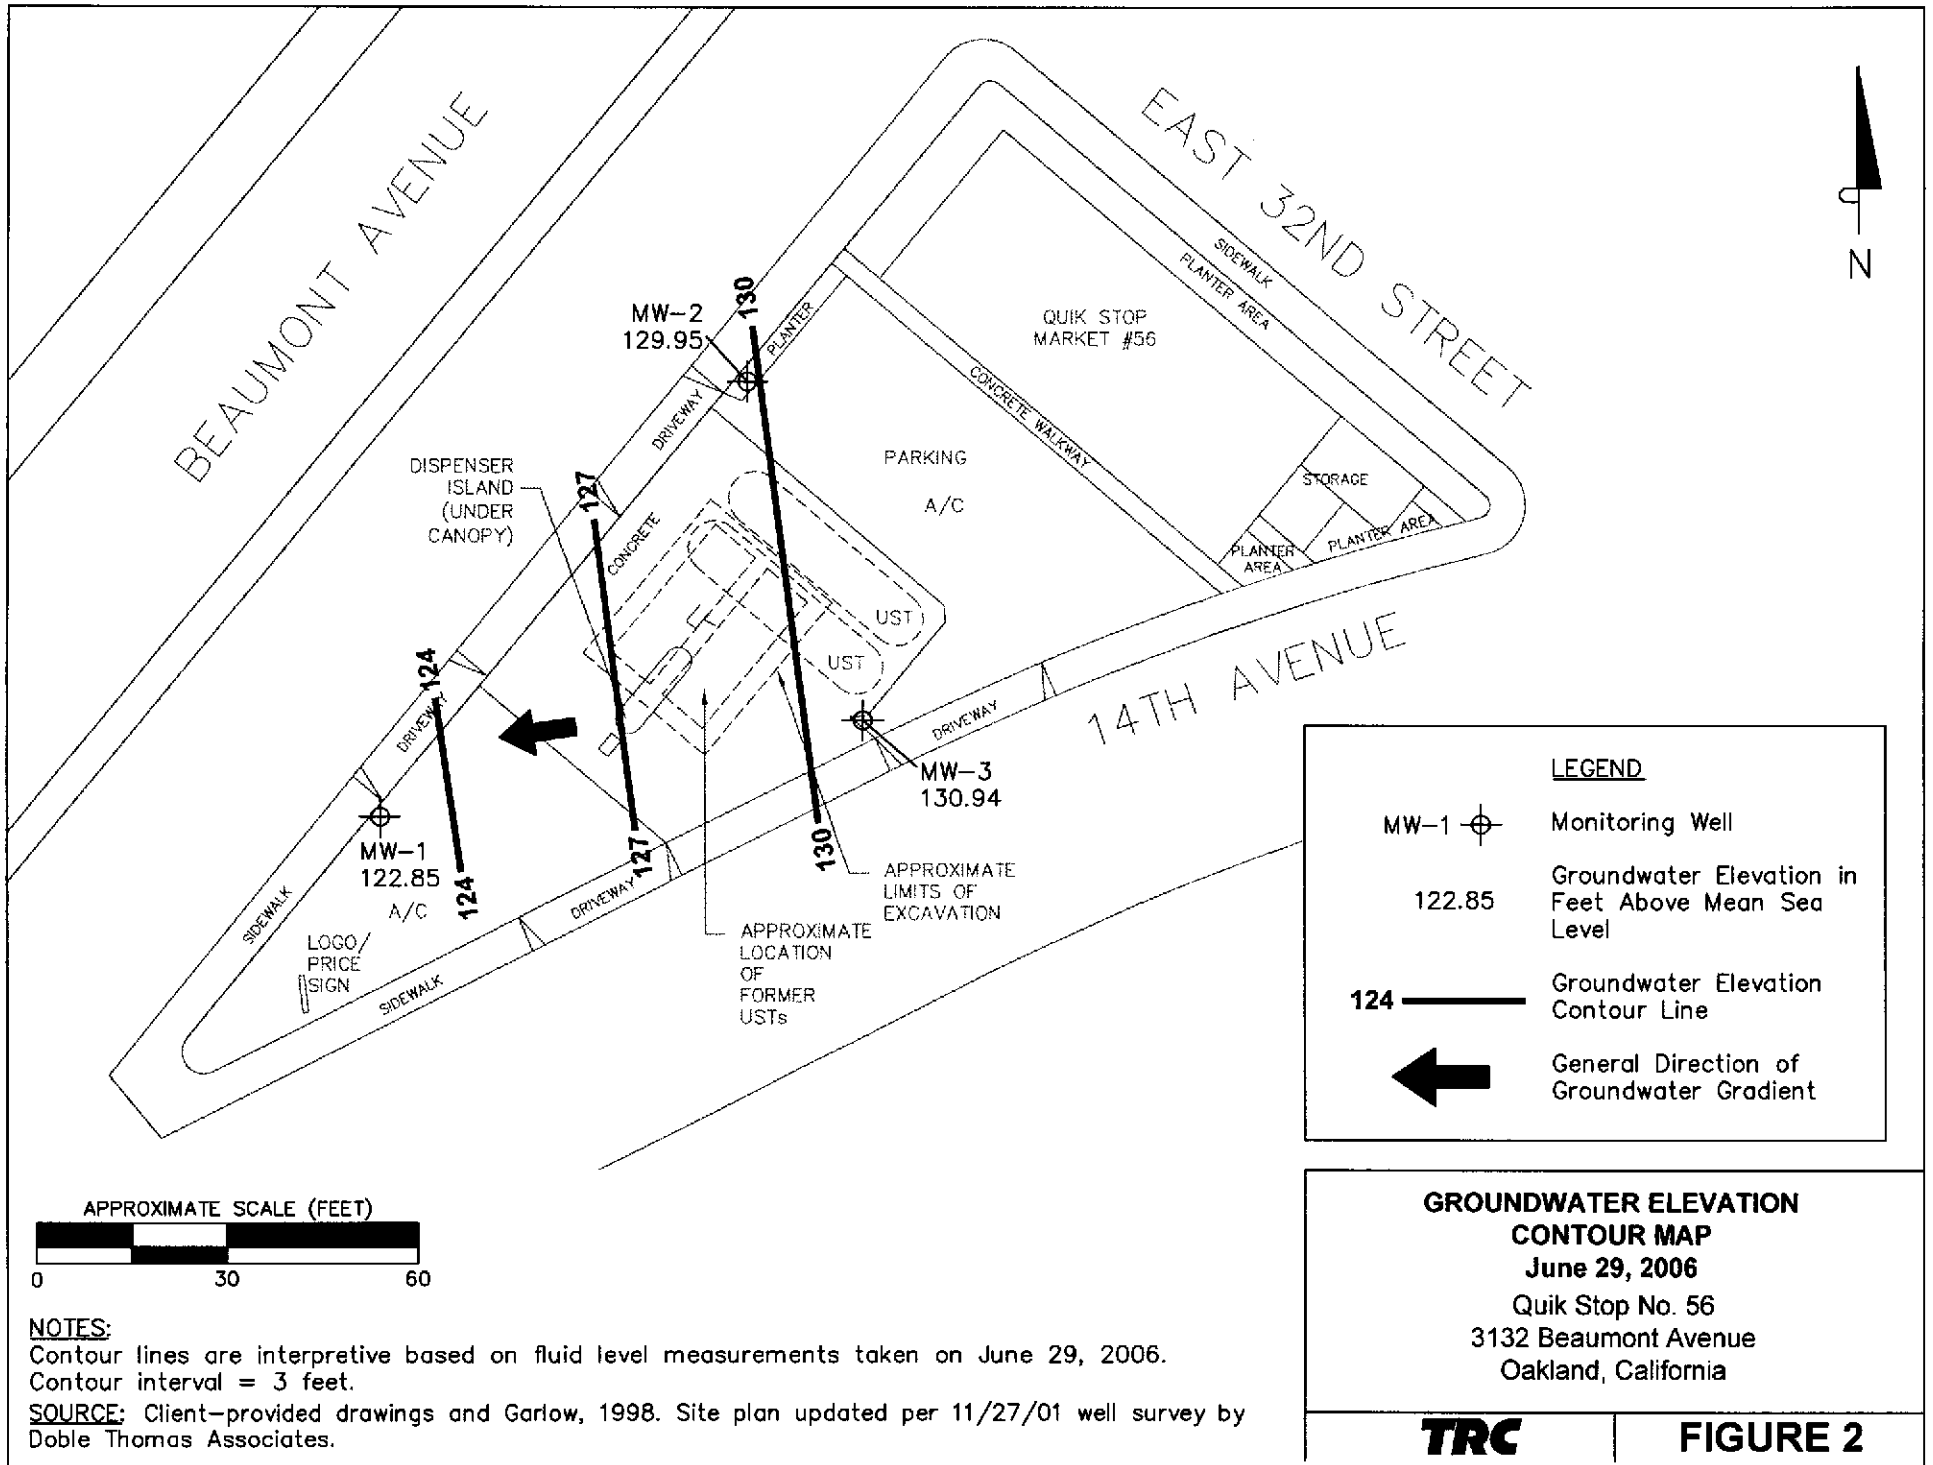 BEAUMONT AVENUE
EAST 32ND STREET
N
SIDEWALK
PLANTER AREA
MW-2
129.95
130
PLANTER
QUIK STOP
MARKET #56
CONCRETE WALKWAY
DRIVEWAY
PARKING
A/C
STORAGE
PLANTER AREA
PLANTER
AREA
DISPENSER
ISLAND
(UNDER
CANOPY)
127
CONCRETE
UST
UST
14TH AVENUE
124
DRIVEWAY
DRIVEWAY
MW-3
130.94
MW-1
122.85
A/C
124
127
130
DRIVEWAY
APPROXIMATE
LIMITS OF
EXCAVATION
APPROXIMATE
LOCATION
OF
FORMER
USTs
SIDEWALK
LOGO/
PRICE
SIGN
SIDEWALK
LEGEND
MW-1
Monitoring Well
122.85
Groundwater Elevation in
Feet Above Mean Sea
Level
124
Groundwater Elevation
Contour Line
General Direction of
Groundwater Gradient
APPROXIMATE SCALE (FEET)
0 30 60
NOTES:
Contour lines are interpretive based on fluid level measurements taken on June 29, 2006.
Contour interval = 3 feet.
SOURCE: Client-provided drawings and Garlow, 1998. Site plan updated per 11/27/01 well survey by
Doble Thomas Associates.
GROUNDWATER ELEVATION
CONTOUR MAP
June 29, 2006
Quik Stop No. 56
3132 Beaumont Avenue
Oakland, California
TRC
FIGURE 2